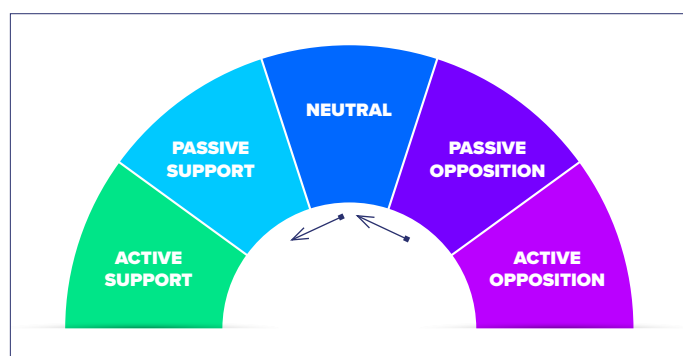 NEUTRAL
PASSIVE
SUPPORT
PASSIVE
OPPOSITION
ACTIVE
SUPPORT
ACTIVE
OPPOSITION